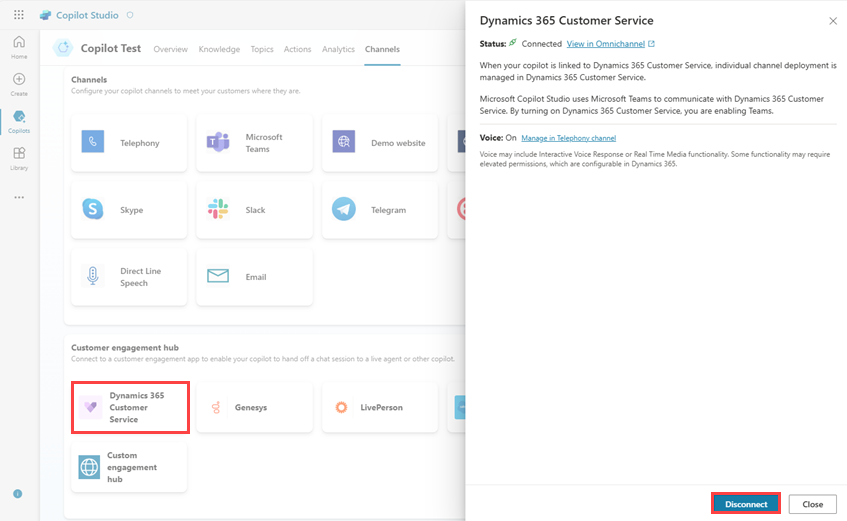 Copilot Studio
Home
Create
Copilots
Library
Copilot Test
Overview
Knowledge
Topics
Actions
Analytics
Channels
Channels
Configure your copilot channels to meet your customers where they are.
Telephony
Microsoft
Teams
Demo website
Skype
Slack
Telegram
Direct Line
Speech
Email
Customer engagement hub
Connect to a customer engagement app to enable your copilot to hand off a chat session to a live agent or other copilot.
Dynamics 365
Customer
Service
Genesys
LivePerson
Custom
engagement
hub
Dynamics 365 Customer Service
Status: Connected View in Omnichannel
When your copilot is linked to Dynamics 365 Customer Service, individual channel deployment is
managed in Dynamics 365 Customer Service.
Microsoft Copilot Studio uses Microsoft Teams to communicate with Dynamics 365 Customer
Service. By turning on Dynamics 365 Customer Service, you are enabling Teams.
Voice: On Manage in Telephony channel
Voice may include Interactive Voice Response or Real Time Media functionality. Some functionality may require
elevated permissions, which are configurable in Dynamics 365.
Disconnect
Close